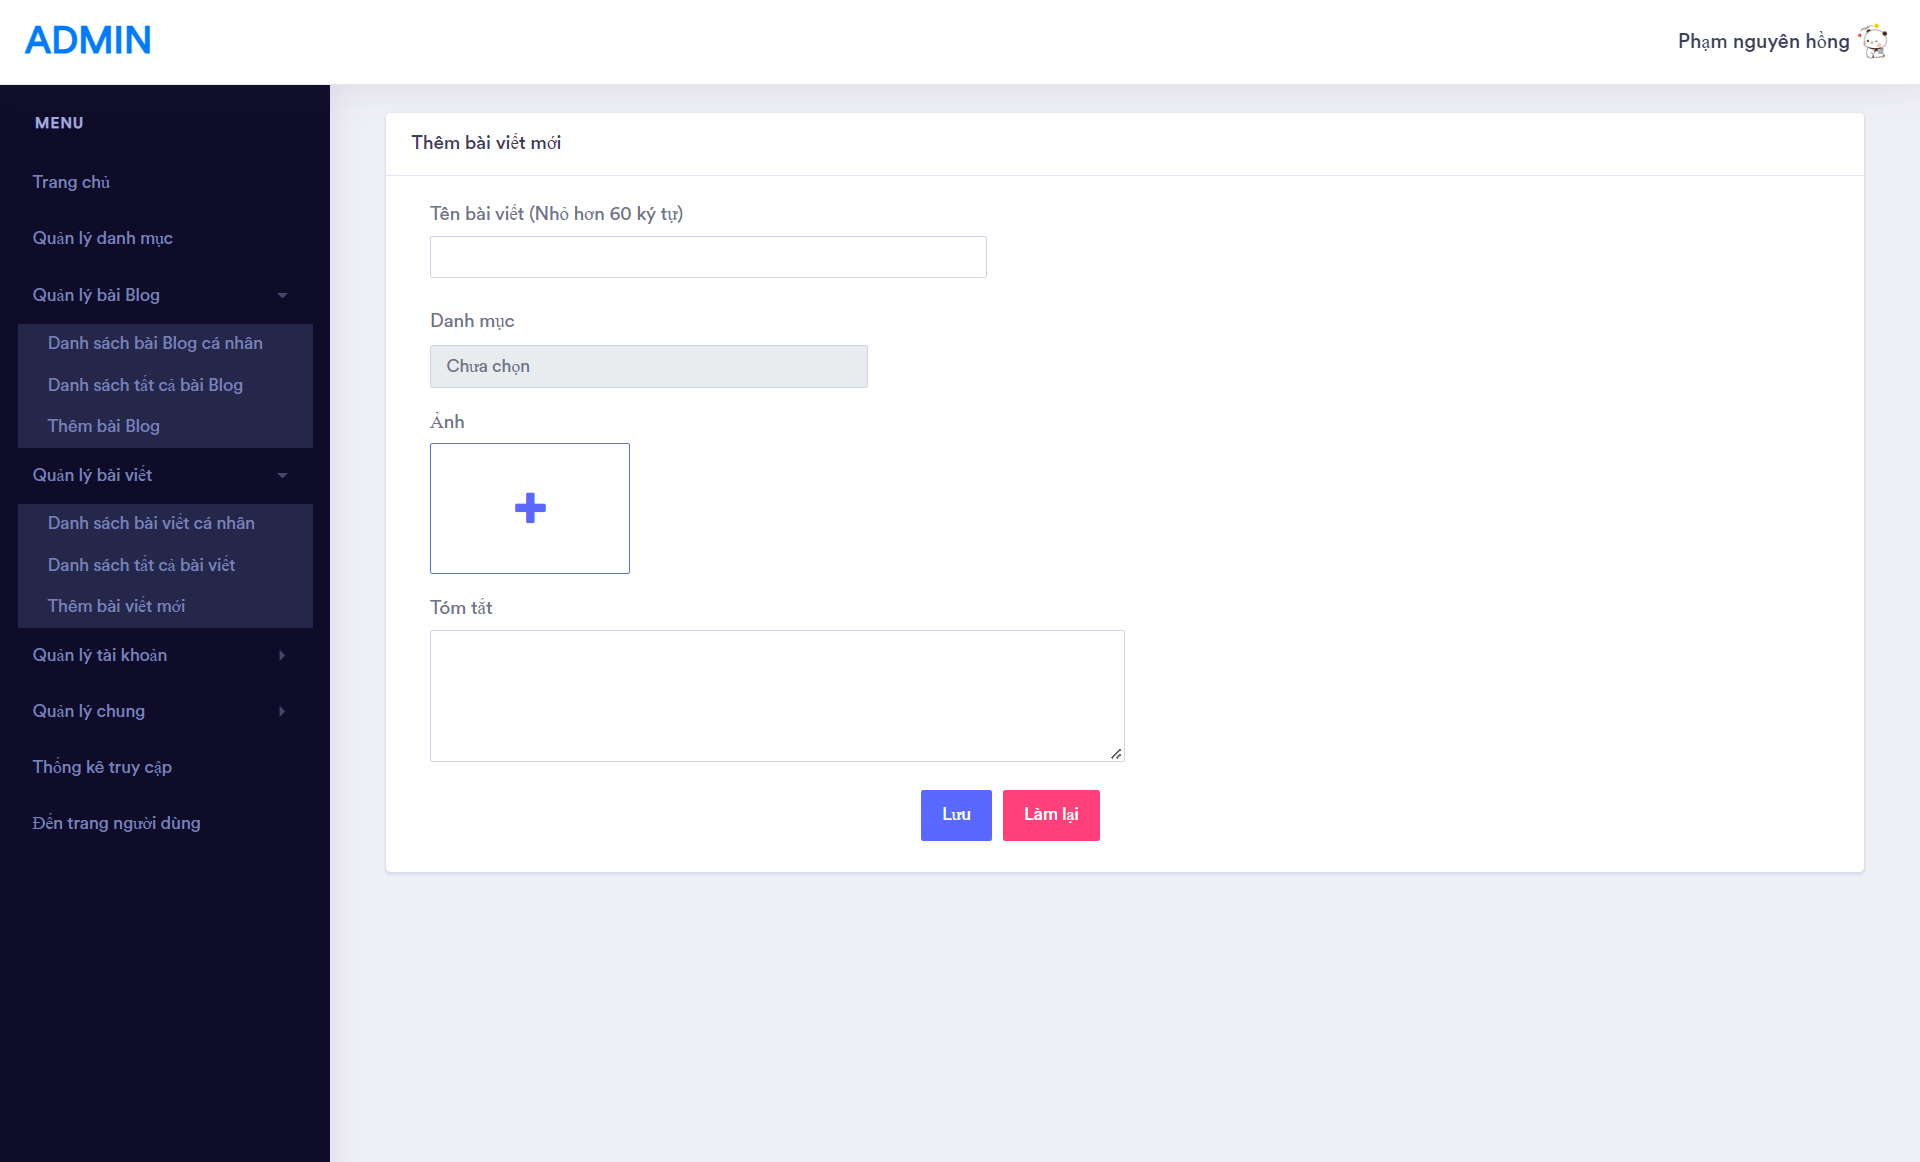 ADMIN
Phạm nguyên hồng
MENU
Trang chủ
Quản lý danh mục
Quản lý bài Blog
Danh sách bài Blog cá nhân
Danh sách tất cả bài Blog
Thêm bài Blog
Quản lý bài viết
Danh sách bài viết cá nhân
Danh sách tất cả bài viết
Thêm bài viết mới
Quản lý tài khoản
Quản lý chung
Thống kê truy cập
Đến trang người dùng
Thêm bài viết mới
Tên bài viết (Nhỏ hơn 60 ký tự)
Danh mục
Chưa chọn
Ảnh
Tóm tắt
Lưu
Làm lại